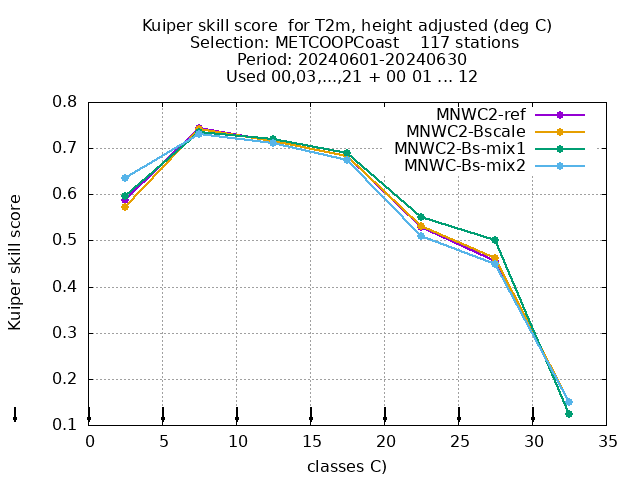 Kuiper skill score  for T2m, height adjusted (deg C)
Selection: METCOOPCoast    117 stations
Period: 20240601-20240630
Used 00,03,...,21 + 00 01 ... 12
MNWC2-ref
MNWC2-Bscale
MNWC2-Bs-mix1
MNWC-Bs-mix2
Kuiper skill score
0.8
0.7
0.6
0.5
0.4
0.3
0.2
0.1
0 5 10 15 20 25 30 35
classes C)